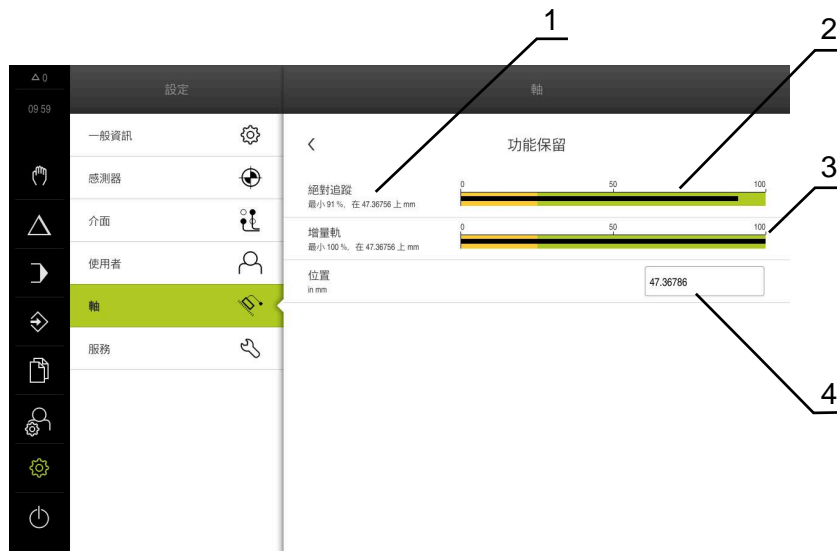 1
2
△ 0
設定
軸
09 59
一般資訊
功能保留
感測器
絕對追蹤
最小 91 %, 在 47.36756 上 mm
0 50 100
3
介面
增量軌
最小 100 %, 在 47.36756 上 mm
0 50 100
使用者
位置
in mm
47.36786
軸
服務
4